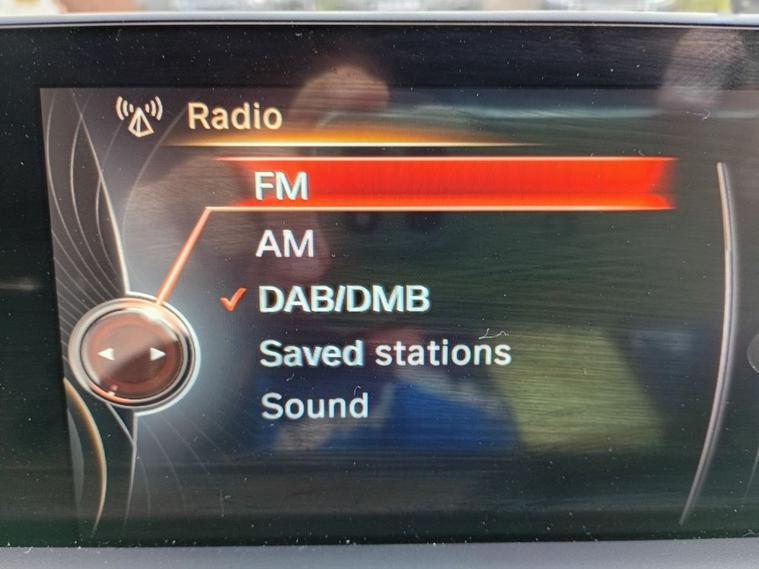 Radio
FM
AM
DAB/DMB
Saved stations
Sound